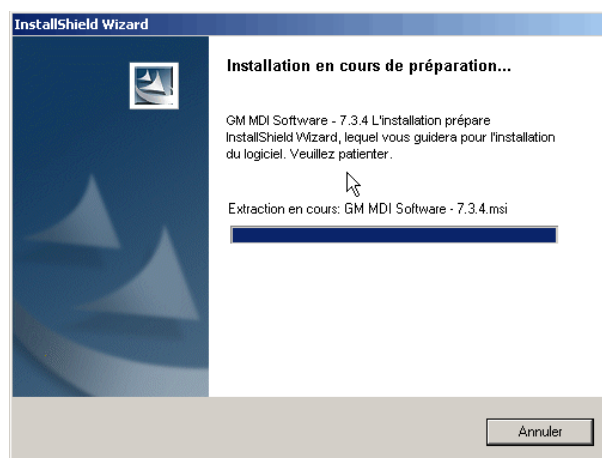 InstallShield Wizard
Installation en cours de préparation...
GM MDI Software - 7.3.4 L'installation prépare
InstallShield Wizard, lequel vous guidera pour l'installation
du logiciel. Veuillez patienter.
Extraction en cours: GM MDI Software - 7.3.4.msi
Annuler